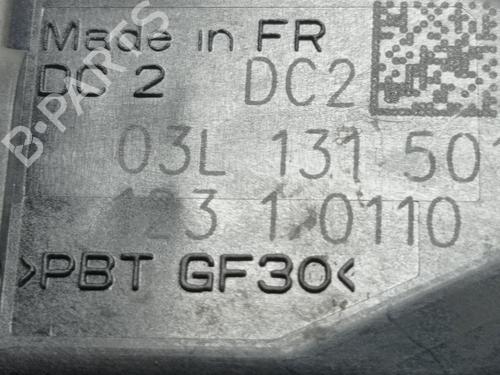 Made in FR
DC 2 DC2
03L 131 501
123 1.0110
>PBT GF30<
B-PARTS